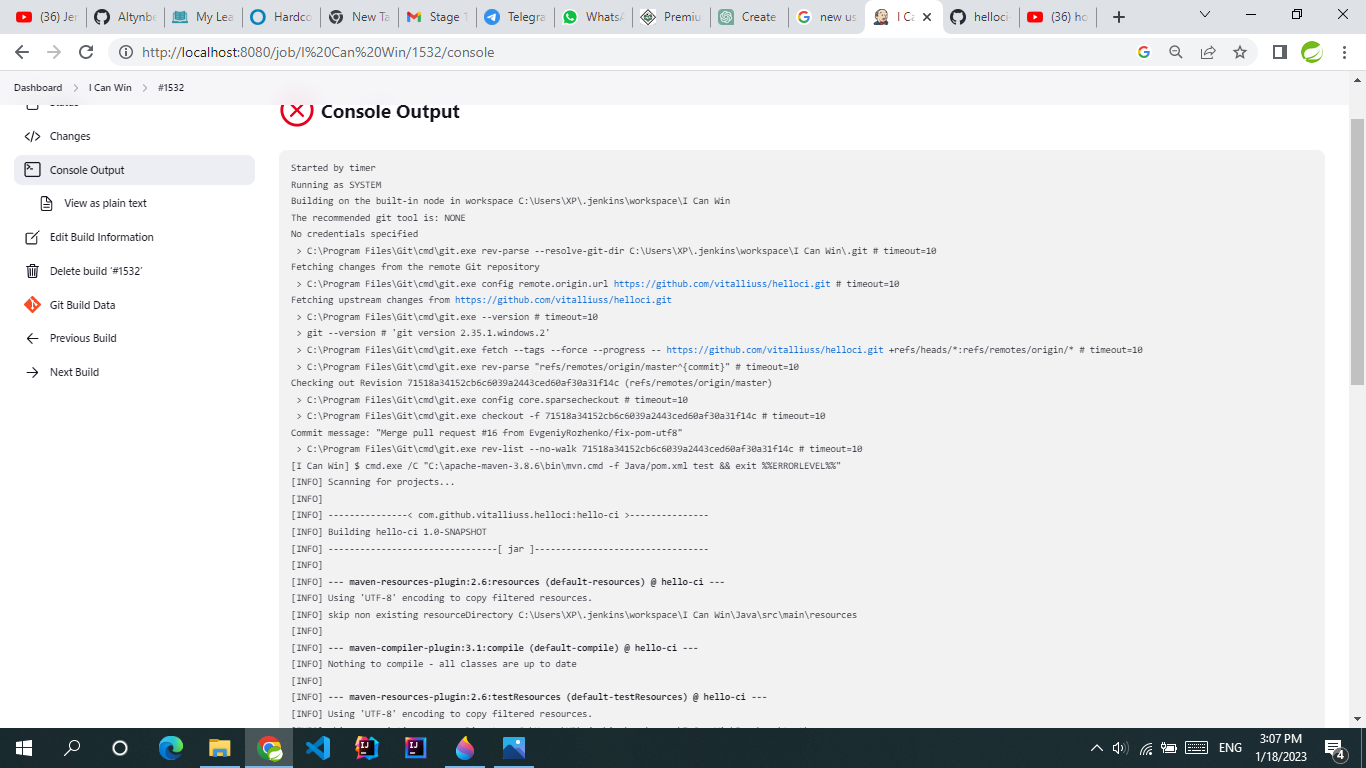 (36) Jer
Altynbe
My Lea
Hardco
New Ta
Stage T
Telegra
WhatsA
Premiu
Create
new us
I Ca
helloci
(36) ho
http://localhost:8080/job/I%20Can%20Win/1532/console
Dashboard > I Can Win > #1532
Status
Changes
Console Output
View as plain text
Edit Build Information
Delete build '#1532'
Git Build Data
Previous Build
Next Build
Console Output
Started by timer
Running as SYSTEM
Building on the built-in node in workspace C:\Users\XP\.jenkins\workspace\I Can Win
The recommended git tool is: NONE
No credentials specified
> C:\Program Files\Git\cmd\git.exe rev-parse --resolve-git-dir C:\Users\XP\.jenkins\workspace\I Can Win\.git # timeout=10
Fetching changes from the remote Git repository
> C:\Program Files\Git\cmd\git.exe config remote.origin.url https://github.com/vitalliuss/helloci.git # timeout=10
Fetching upstream changes from https://github.com/vitalliuss/helloci.git
> C:\Program Files\Git\cmd\git.exe --version # timeout=10
> git --version # 'git version 2.35.1.windows.2'
> C:\Program Files\Git\cmd\git.exe fetch --tags --force --progress -- https://github.com/vitalliuss/helloci.git +refs/heads/*:refs/remotes/origin/* # timeout=10
> C:\Program Files\Git\cmd\git.exe rev-parse "refs/remotes/origin/master^{commit}" # timeout=10
Checking out Revision 71518a34152cb6c6039a2443ced60af30a31f14c (refs/remotes/origin/master)
> C:\Program Files\Git\cmd\git.exe config core.sparsecheckout # timeout=10
> C:\Program Files\Git\cmd\git.exe checkout -f 71518a34152cb6c6039a2443ced60af30a31f14c # timeout=10
Commit message: "Merge pull request #16 from EvgeniyRozhenko/fix-pom-utf8"
> C:\Program Files\Git\cmd\git.exe rev-list --no-walk 71518a34152cb6c6039a2443ced60af30a31f14c # timeout=10
[I Can Win] $ cmd.exe /C "C:\apache-maven-3.8.6\bin\mvn.cmd -f Java/pom.xml test && exit %%ERRORLEVEL%%"
[INFO] Scanning for projects...
[INFO]
[INFO] ---------------< com.github.vitalliuss.helloci:hello-ci >---------------
[INFO] Building hello-ci 1.0-SNAPSHOT
[INFO] --------------------------------[ jar ]---------------------------------
[INFO]
[INFO] --- maven-resources-plugin:2.6:resources (default-resources) @ hello-ci ---
[INFO] Using 'UTF-8' encoding to copy filtered resources.
[INFO] skip non existing resourceDirectory C:\Users\XP\.jenkins\workspace\I Can Win\Java\src\main\resources
[INFO]
[INFO] --- maven-compiler-plugin:3.1:compile (default-compile) @ hello-ci ---
[INFO] Nothing to compile - all classes are up to date
[INFO]
[INFO] --- maven-resources-plugin:2.6:testResources (default-testResources) @ hello-ci ---
[INFO] Using 'UTF-8' encoding to copy filtered resources.
ENG
3:07 PM
1/18/2023
4